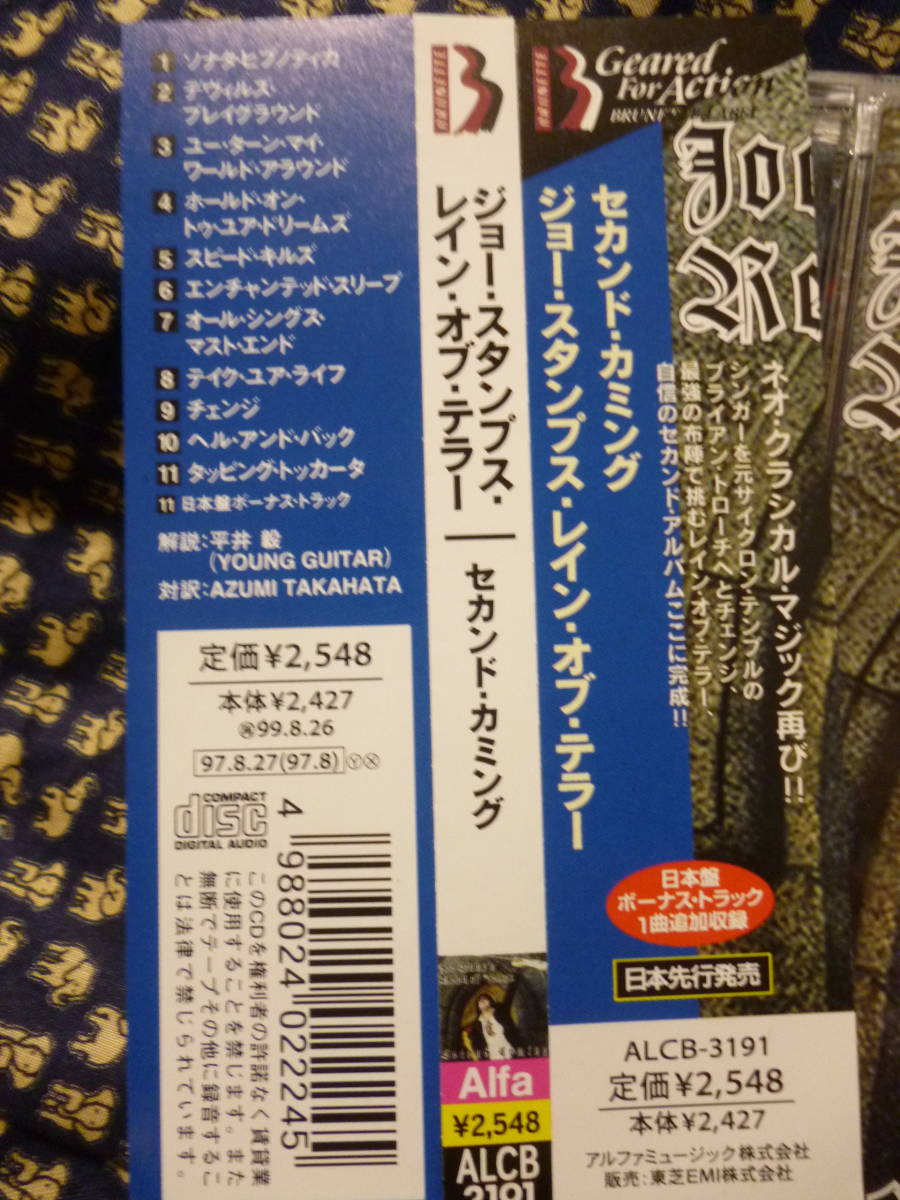 1 ソナタヒプノティカ
2 デヴィルス・
プレイグラウンド
3 ユー・ターン・マイ・
ワールド・アラウンド
4 ホールド・オン・
トゥ・ユア・ドリームズ
5 スピード・キルズ
6 エンチャンテッド・スリープ
7 オール・シングス・
マスト・エンド
8 テイク・ユア・ライフ
9 チェンジ
10 ヘル・アンド・バック
11 タッピング・トッカータ
11 日本盤ボーナス・トラック
解説:平井 毅
(YOUNG GUITAR)
対訳:AZUMI TAKAHATA
定価¥2,548
本体¥2,427
再99.8.26
97.8.27(97.8)ⓎⓍ
COMPACT
disc
DIGITAL AUDIO
4 988024 022245
このCDを権利者の許諾なく賃貸業
に使用することを禁じます。また
無断でテープその他に録音するこ
とは法律で禁じられています。
BRUNETTE
ジョー・スタンプス・
レイン・オブ・テラー
セカンド・カミング
Alfa
¥2,548
ALCB
3191
BRUNETTE
Geared
For Action
セカンド・カミング
ジョー・スタンプス・レイン・オブ・テラー
ネオ・クラシカル・マジック再び!!
シンガーを元サイクロン・テンプルの
ブライアン・トローチへとチェンジ、
最強の布陣で挑むレイン・オブ・テラー、
自信のセカンド・アルバムここに完成!!
日本盤
ボーナス・トラック
1曲追加収録
日本先行発売
ALCB-3191
定価¥2,548
本体¥2,427
アルファミュージック株式会社
販売:東芝EMI株式会社